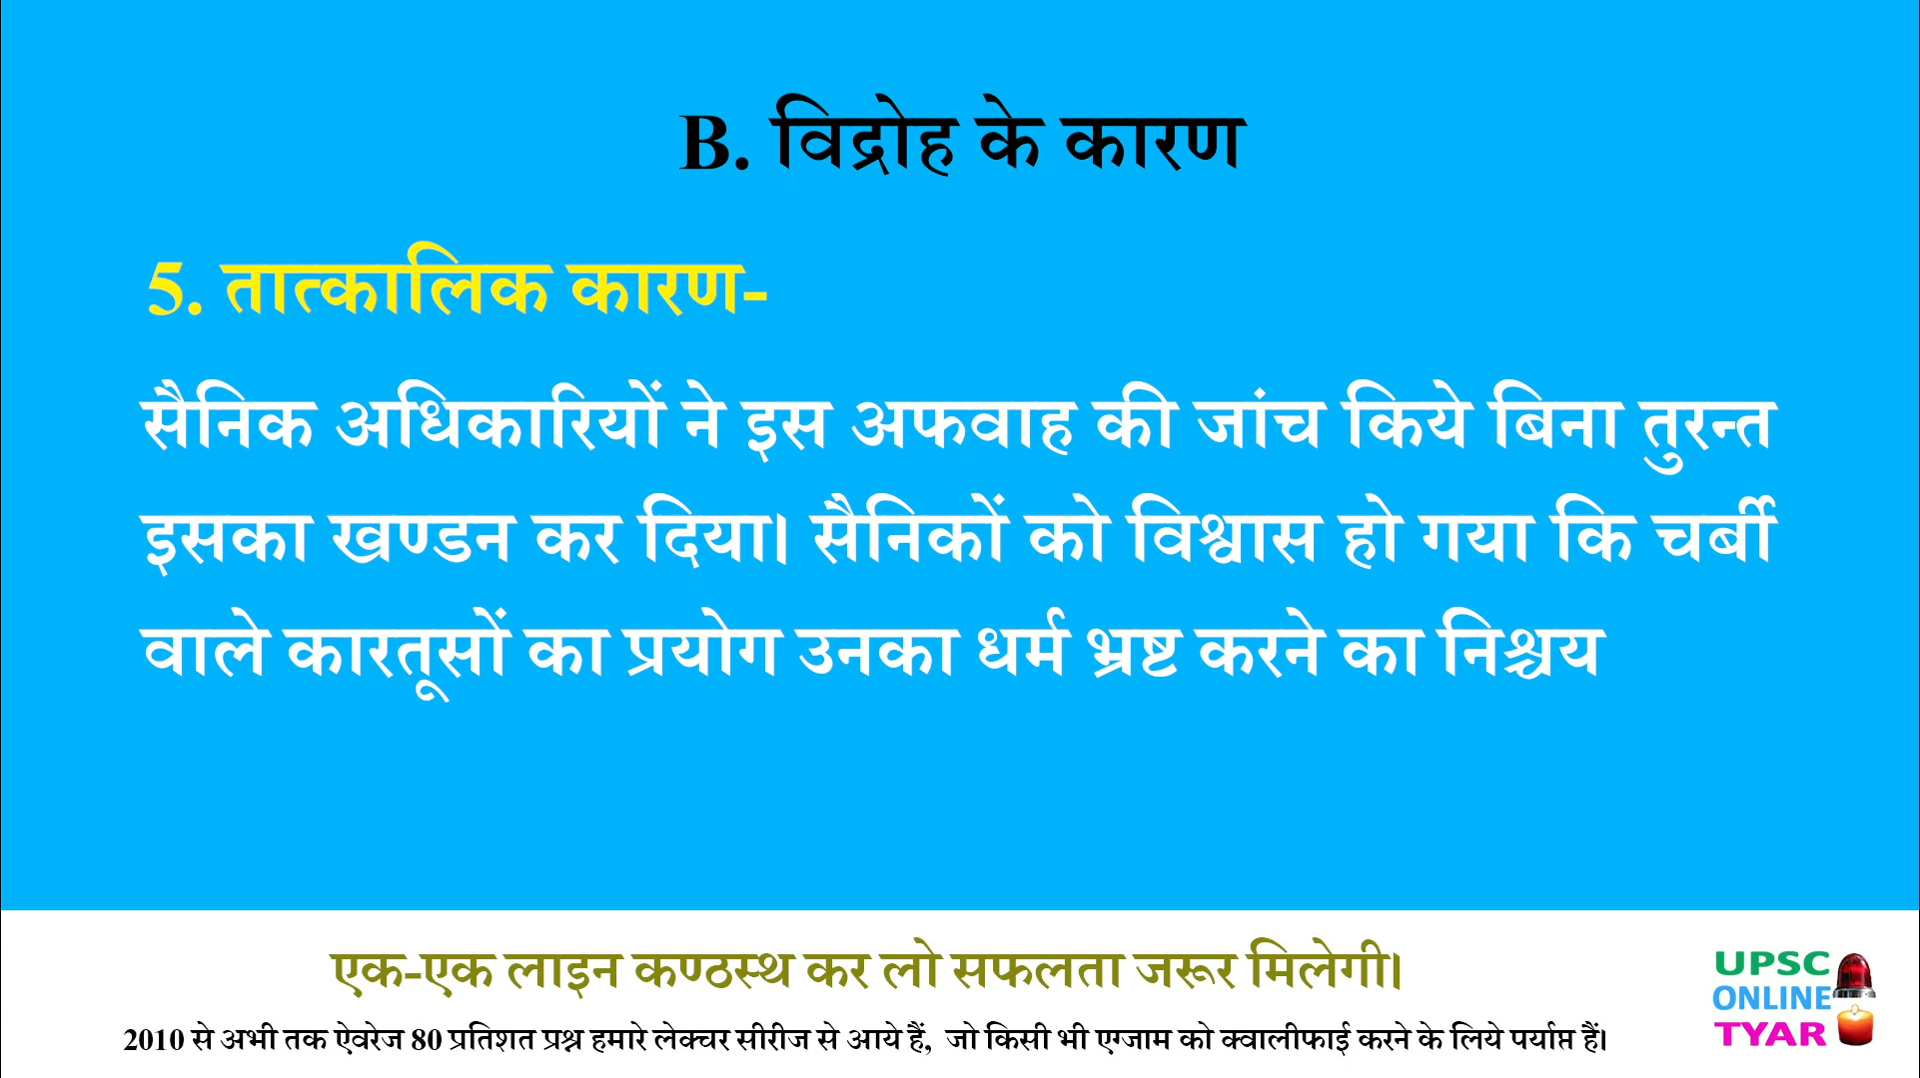 B. विद्रोह के कारण
5. तात्कालिक कारण-
सैनिक अधिकारियों ने इस अफवाह की जांच किये बिना तुरन्त
इसका खण्डन कर दिया। सैनिकों को विश्वास हो गया कि चर्बी
वाले कारतूसों का प्रयोग उनका धर्म भ्रष्ट करने का निश्चय
एक-एक लाइन कण्ठस्थ कर लो सफलता जरूर मिलेगी।
2010 से अभी तक ऐवरेज 80 प्रतिशत प्रश्न हमारे लेक्चर सीरीज से आये हैं, जो किसी भी एग्जाम को क्वालीफाई करने के लिये पर्याप्त हैं।
UPSC
ONLINE
TYAR